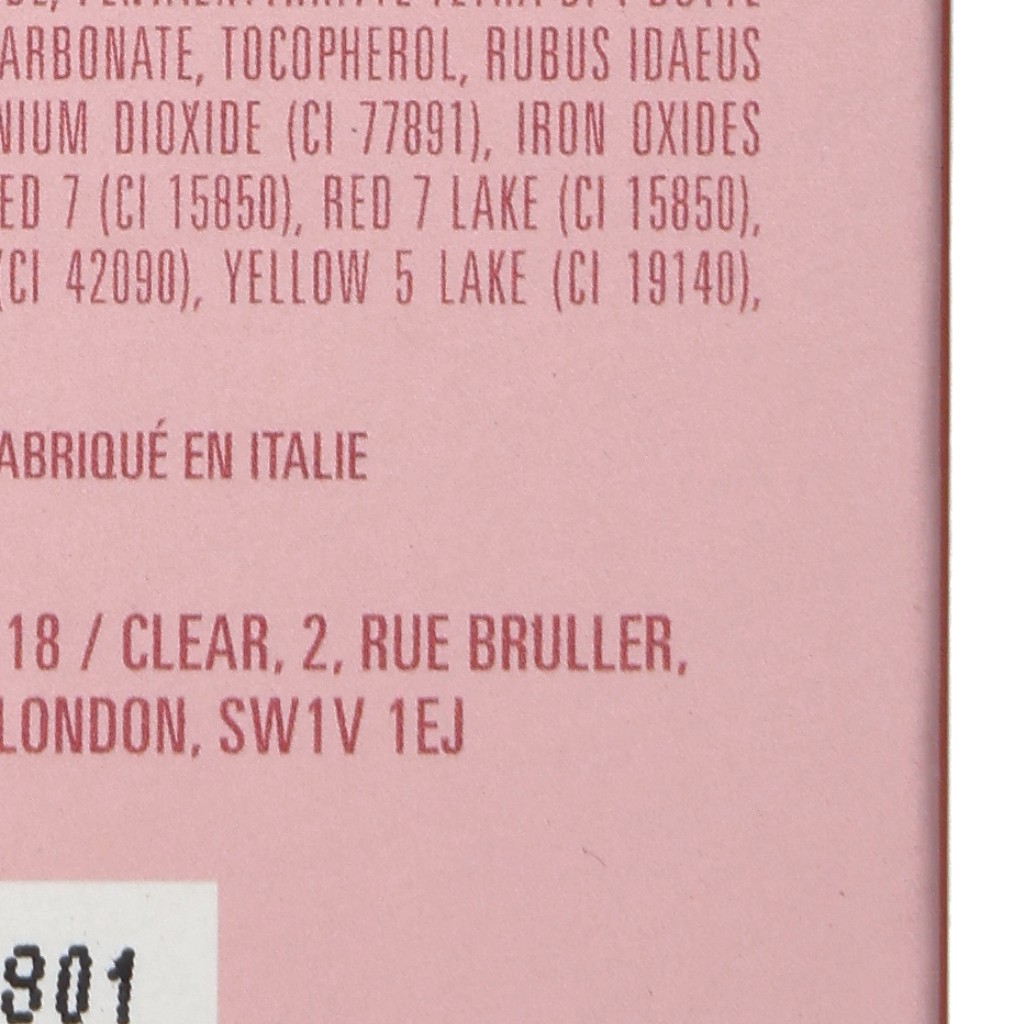 ARBONATE, TOCOPHEROL, RUBUS IDAEUS
NIUM DIOXIDE (CI 77891), IRON OXIDES
ED 7 (CI 15850), RED 7 LAKE (CI 15850),
(CI 42090), YELLOW 5 LAKE (CI 19140),
ABRIQUÉ EN ITALIE
18 / CLEAR, 2, RUE BRULLER,
LONDON, SW1V 1EJ
801